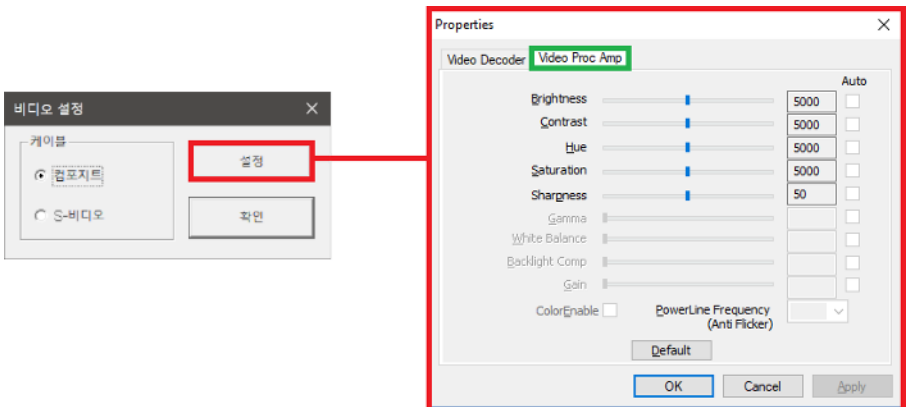 비디오 설정
케이블
컴포지트
S-비디오
설정
확인
Properties
Video Decoder
Video Proc Amp
Auto
Brightness 5000
Contrast 5000
Hue 5000
Saturation 5000
Sharpness 50
Gamma
White Balance
Backlight Comp
Gain
ColorEnable
PowerLine Frequency
(Anti Flicker)
Default
OK
Cancel
Apply